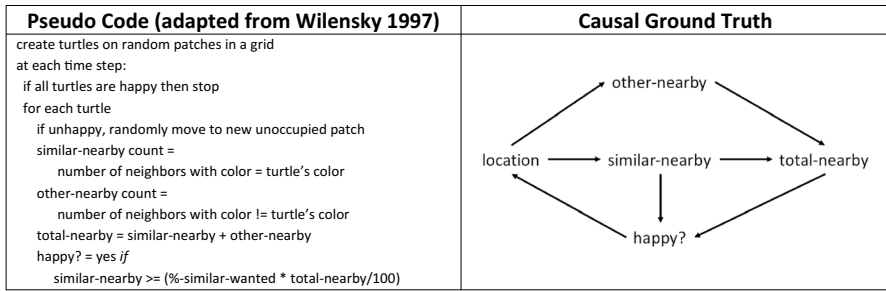 Pseudo Code (adapted from Wilensky 1997)
create turtles on random patches in a grid
at each time step:
if all turtles are happy then stop
for each turtle
if unhappy, randomly move to new unoccupied patch
similar-nearby count =
number of neighbors with color = turtle's color
other-nearby count =
number of neighbors with color != turtle's color
total-nearby = similar-nearby + other-nearby
happy? = yes if
similar-nearby >= (%-similar-wanted * total-nearby/100)
Causal Ground Truth
other-nearby
location
similar-nearby
total-nearby
happy?